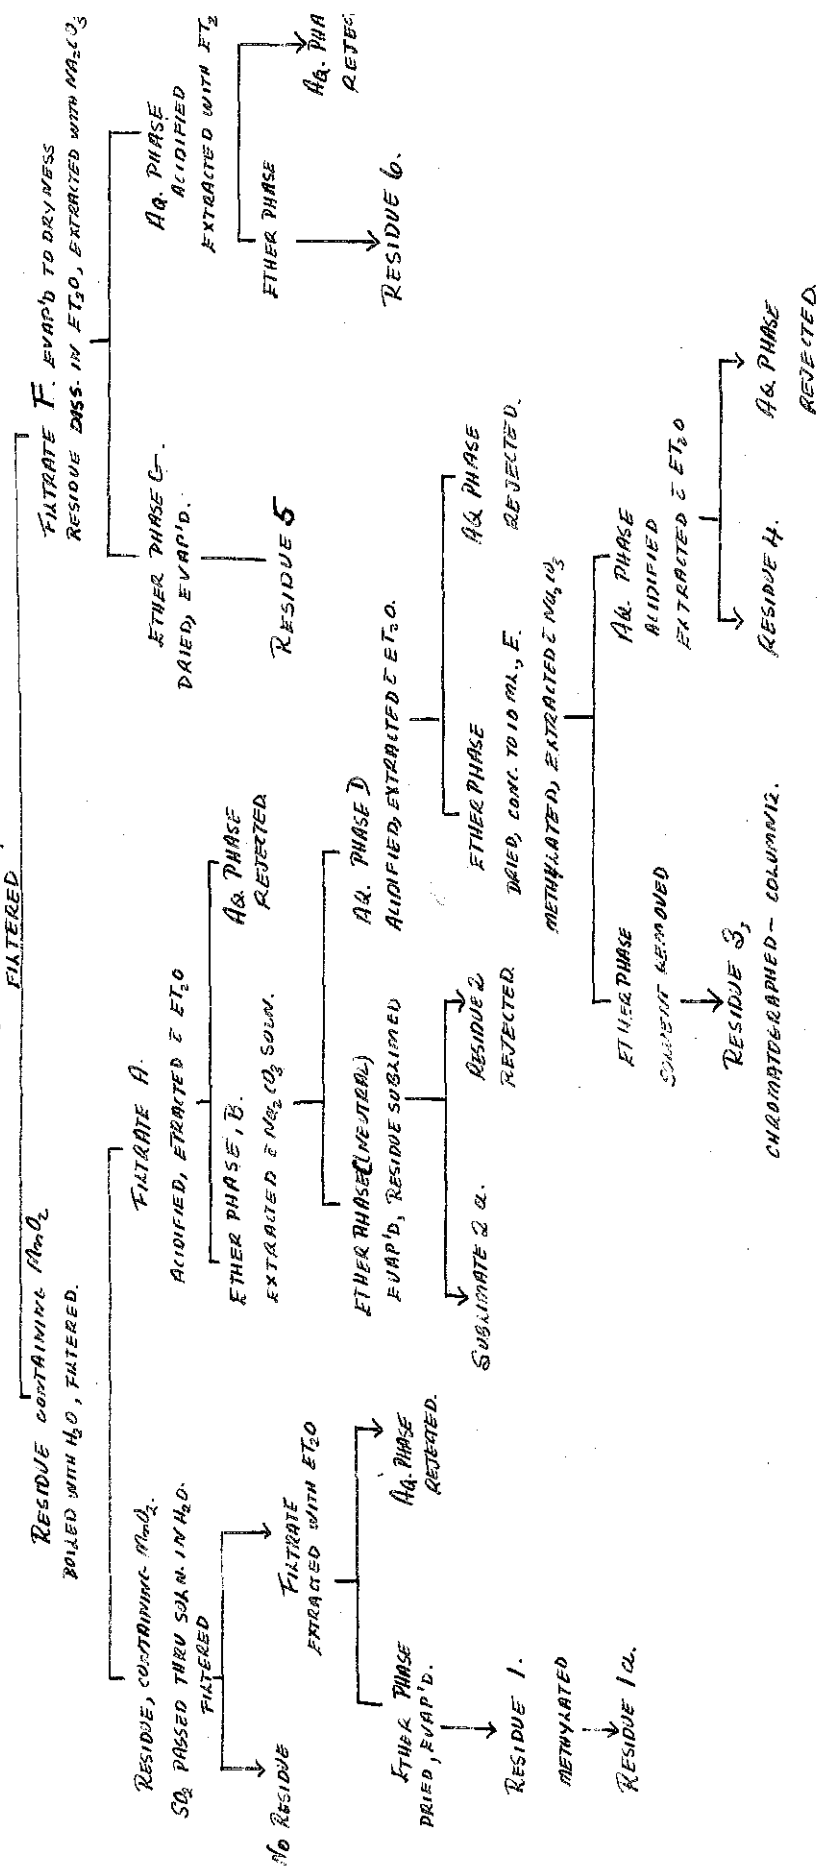 FILTERED
RESIDUE CONTAINING MnO2
BOILED WITH H2O, FILTERED.
FILTRATE F. EVAP'D TO DRYNESS
RESIDUE DISS. IN ET2O, EXTRACTED WITH NA2CO3
RESIDUE, CONTAINING MnO2.
SO2 PASSED THRU SOLN. IN H2O.
FILTERED
FILTRATE A.
ACIDIFIED, ETRACTED c̄ ET2O
ETHER PHASE G.
DRIED, EVAP'D.
AQ. PHASE
ACIDIFIED
EXTRACTED WITH ET2
NO RESIDUE
FILTRATE
EXTRACTED WITH ET2O
ETHER PHASE, B.
EXTRACTED c̄ Na2CO3 SOLN.
AQ. PHASE
REJECTED.
RESIDUE 5
ETHER PHASE
AQ. PHA
REJEC
RESIDUE 6.
ETHER PHASE
DRIED, EVAP'D.
AQ. PHASE
REJECTED.
ETHER PHASE (NEUTRAL)
EVAP'D, RESIDUE SUBLIMED
AQ. PHASE D
ACIDIFIED, EXTRACTED c̄ ET2O.
RESIDUE 1.
METHYLATED
RESIDUE 1a.
SUBLIMATE 2a.
RESIDUE 2
REJECTED.
ETHER PHASE
DRIED, CONC. TO 10 ML., E.
METHYLATED, EXTRACTED c̄ Na2CO3
AQ. PHASE
REJECTED.
ETHER PHASE
SOLVENT REMOVED
AQ. PHASE
ACIDIFIED
EXTRACTED c̄ ET2O
RESIDUE 3,
CHROMATOGRAPHED- COLUMN 12.
RESIDUE 4.
AQ. PHASE
REJECTED.